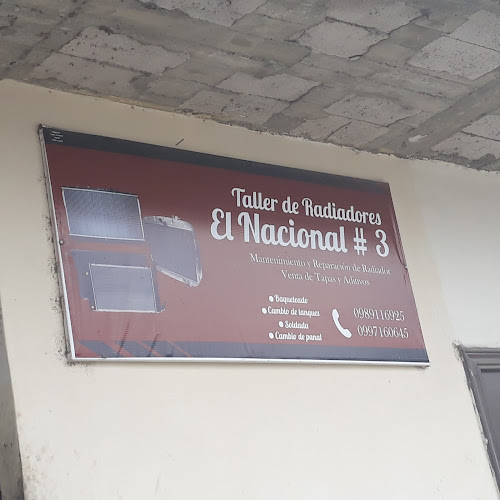 Taller de Radiadores
El Nacional # 3
Mantenimiento y Reparación de Radiador
Venta de Tapas y Aditivos
• Baqueteado
• Cambio de tanques
• Soldada
• Cambio de panal
0989116925
0997160645